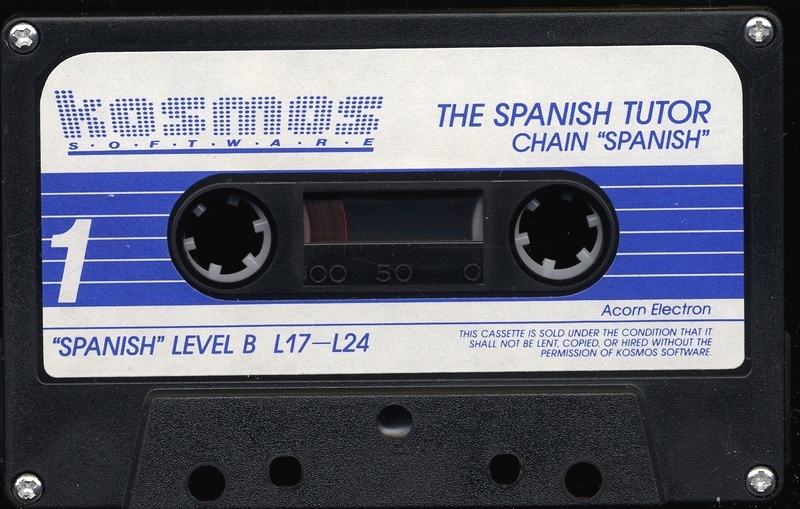 kosmos
S·O·F·T·W·A·R·E
THE SPANISH TUTOR
CHAIN “SPANISH”
1
100 50 0
Acorn Electron
“SPANISH” LEVEL B L17—L24
THIS CASSETTE IS SOLD UNDER THE CONDITION THAT IT
SHALL NOT BE LENT, COPIED, OR HIRED WITHOUT THE
PERMISSION OF KOSMOS SOFTWARE.